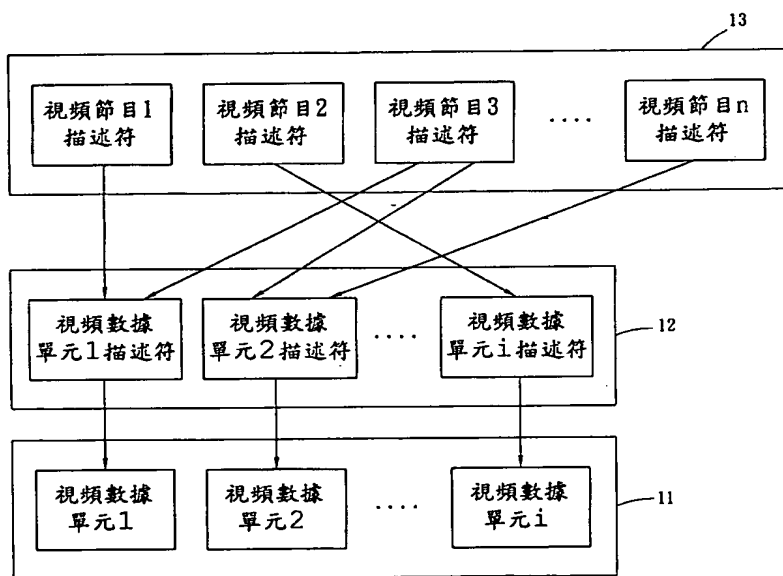 13
視頻節目1
描述符
視頻節目2
描述符
視頻節目3
描述符
....
視頻節目n
描述符
視頻數據
單元1描述符
視頻數據
單元2描述符
....
視頻數據
單元i描述符
12
視頻數據
單元1
視頻數據
單元2
....
視頻數據
單元i
11